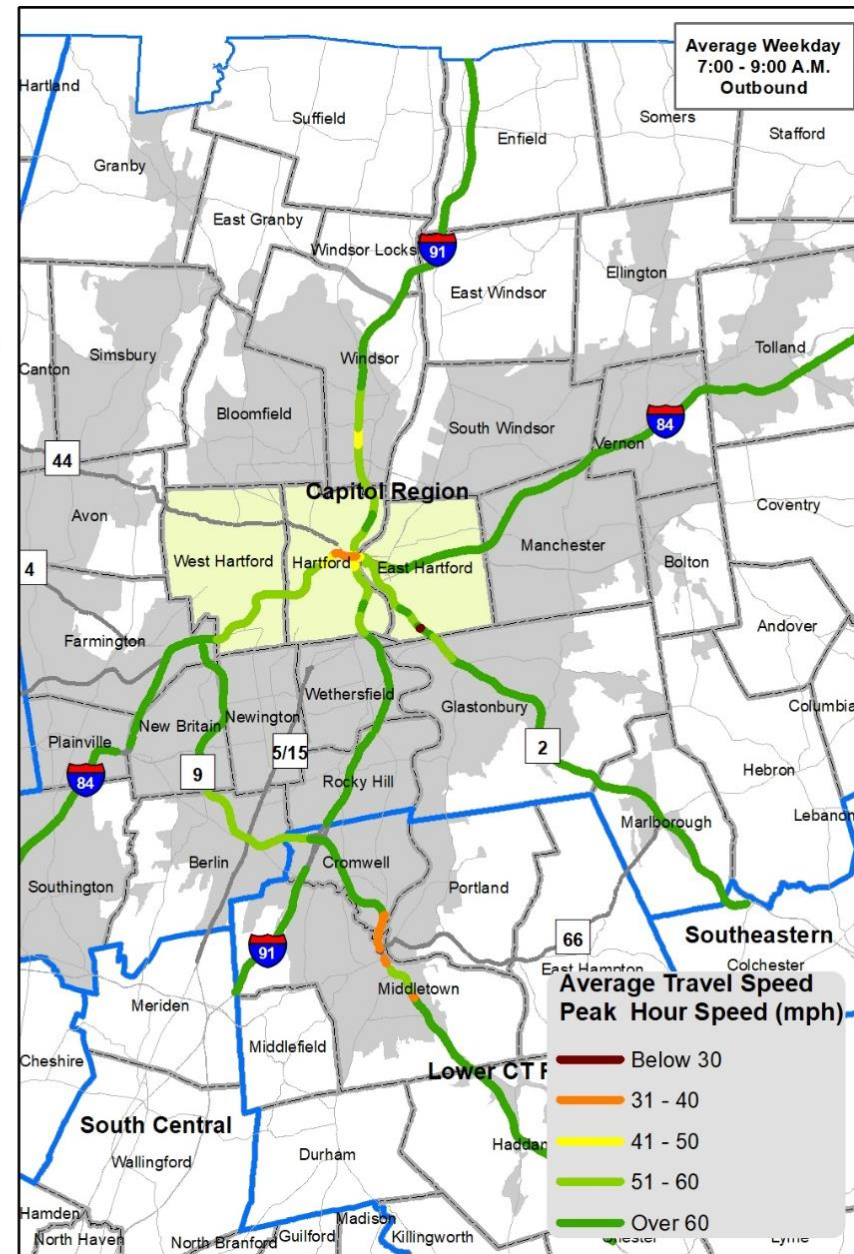 Average Weekday
7:00 - 9:00 A.M.
Outbound
Hartland
Suffield
Enfield
Somers
Stafford
Granby
East Granby
Windsor Locks
91
East Windsor
Ellington
Canton
Simsbury
Windsor
Tolland
Bloomfield
South Windsor
84
Vernon
44
Capitol Region
Avon
Coventry
West Hartford
Hartford
East Hartford
Manchester
Bolton
4
Farmington
Andover
Wethersfield
Glastonbury
Columbia
New Britain
Newington
Plainville
5/15
2
84
9
Rocky Hill
Hebron
Marlborough
Lebanon
Berlin
Cromwell
Southington
Portland
91
66
Southeastern
East Hampton
Colchester
Meriden
Middletown
Middlefield
Cheshire
Lower CT
South Central
Wallingford
Durham
Haddam
Hamden
North Haven
North Branford
Guilford
Madison
Killingworth
Lyme
Average Travel Speed
Peak Hour Speed (mph)
Below 30
31 - 40
41 - 50
51 - 60
Over 60